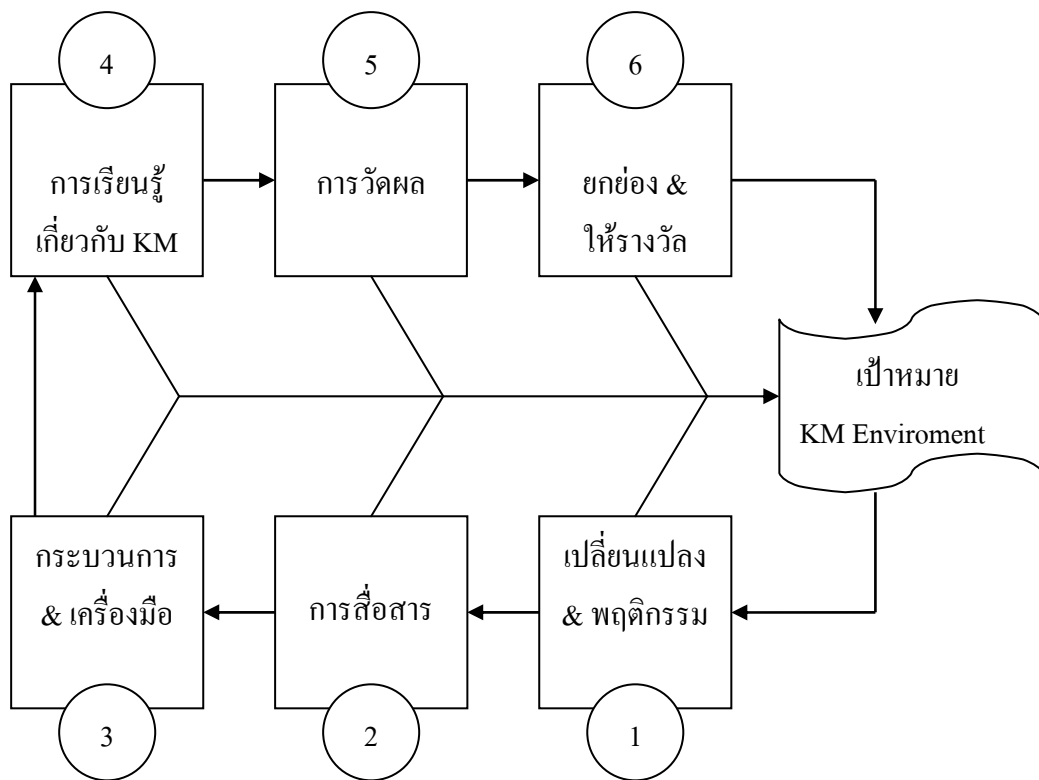 4
5
6
การเรียนรู้
เกี่ยวกับ KM
การวัดผล
ยกย่อง &
ให้รางวัล
เป้าหมาย
KM Enviroment
กระบวนการ
& เครื่องมือ
การสื่อสาร
เปลี่ยนแปลง
& พฤติกรรม
3
2
1